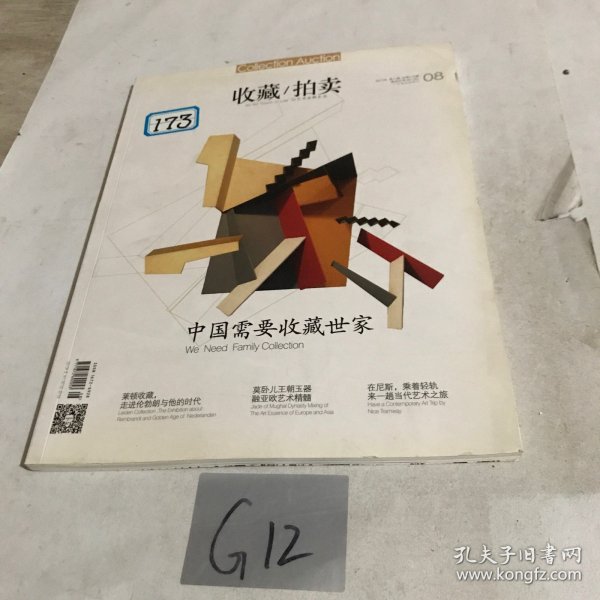 Collection Auction
收藏/拍卖
08
173
中国需要收藏世家
We Need Family Collection
莱顿收藏，
走进伦勃朗与他的时代
Leiden Collection ,The Exhibition about
Rembrandt and Golden Age of Nederlanden
莫卧儿王朝玉器
融亚欧艺术精髓
Jade of Mughal Dynasty Mixing of
The Art Essence of Europe and Asia
在尼斯，乘着轻轨
来一趟当代艺术之旅
Have a Contemporary Art Trip by
Nice Tramway
G12
孔夫子旧书网
www.kongfz.com